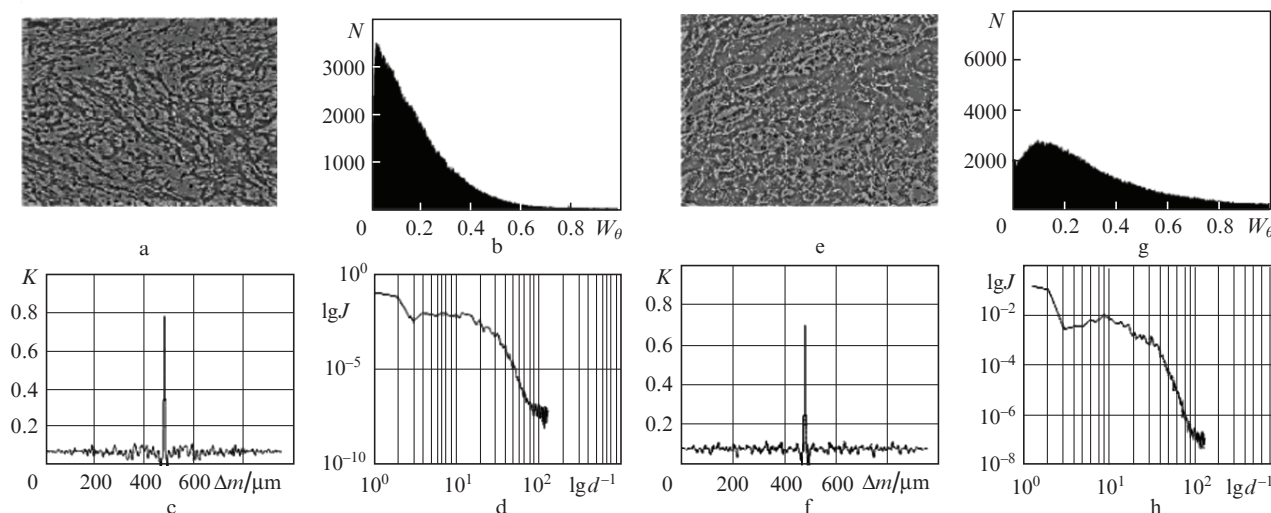 N
3000
2000
1000
0 0.2 0.4 0.6 0.8 W_θ
a
b
N
6000
4000
2000
0 0.2 0.4 0.6 0.8 W_θ
e
g
K
0.8
0.6
0.4
0.2
0 200 400 600 Δm/μm
c
10^0
lgJ
10^−5
10^−10
10^0 10^1 10^2 lgd^−1
d
K
0.8
0.6
0.4
0.2
0 200 400 600 Δm/μm
f
lgJ
10^−2
10^−4
10^−6
10^−8
10^0 10^1 10^2 lgd^−1
h